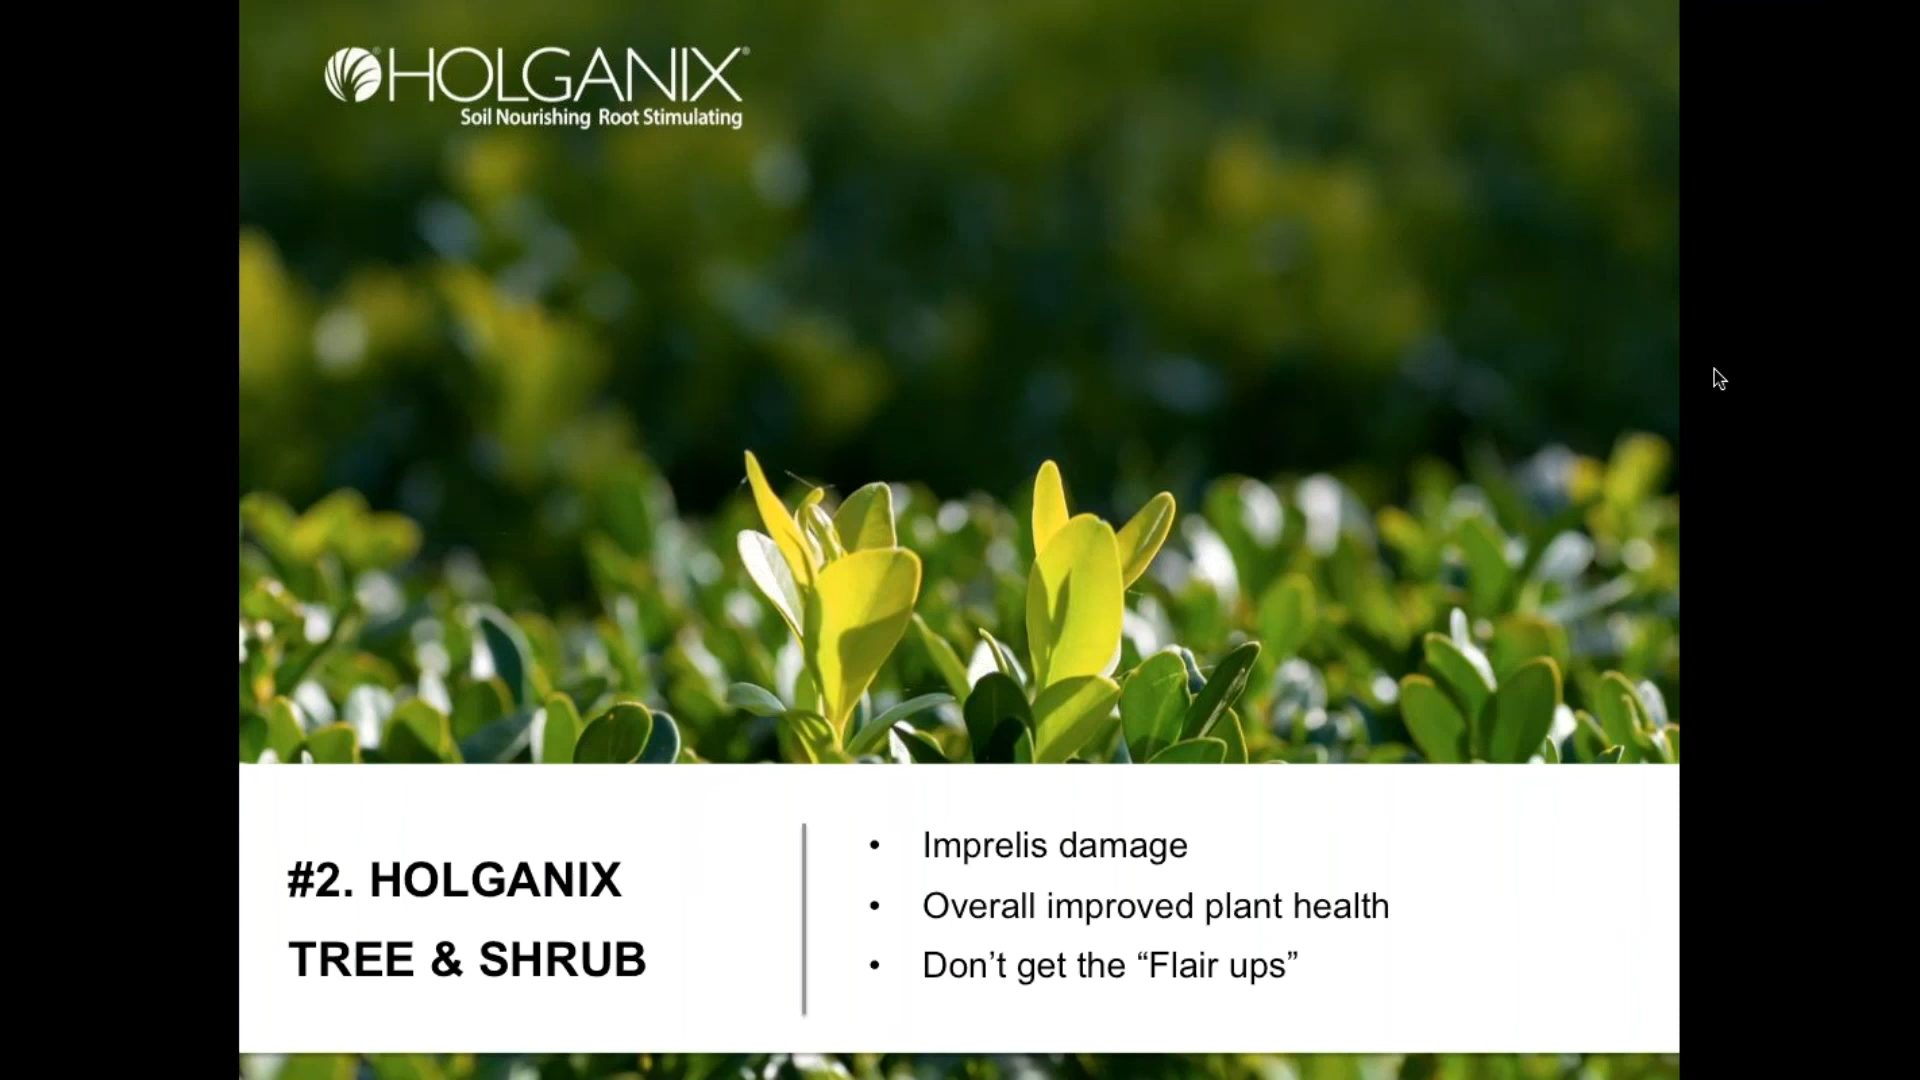 HOLGANIX®
Soil Nourishing Root Stimulating
#2. HOLGANIX
TREE & SHRUB
• Imprelis damage
• Overall improved plant health
• Don’t get the “Flair ups”